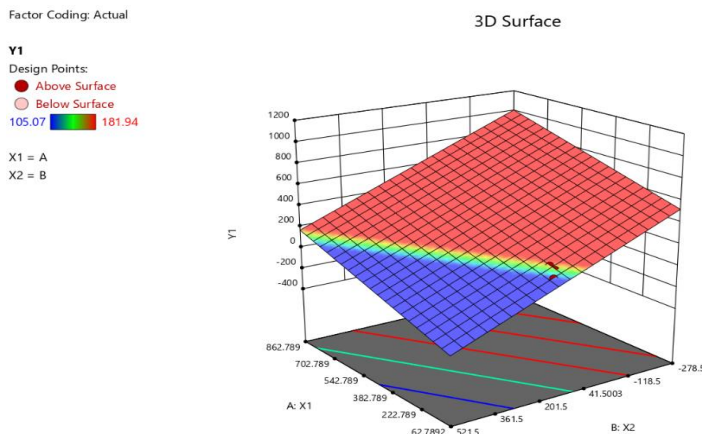 Factor Coding: Actual
3D Surface
Y1
Design Points:
Above Surface
Below Surface
105.07 181.94
X1 = A
X2 = B
1200
1000
800
600
400
200
0
-200
-400
Y1
862.789
702.789
542.789
382.789
222.789
62.7892
A: X1
521.5
361.5
201.5
41.5003
-118.5
-278.5
B: X2